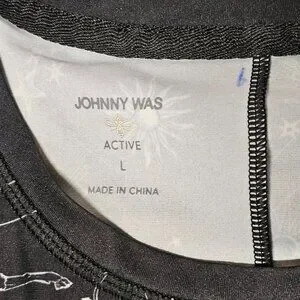 JOHNNY WAS
ACTIVE
L
MADE IN CHINA